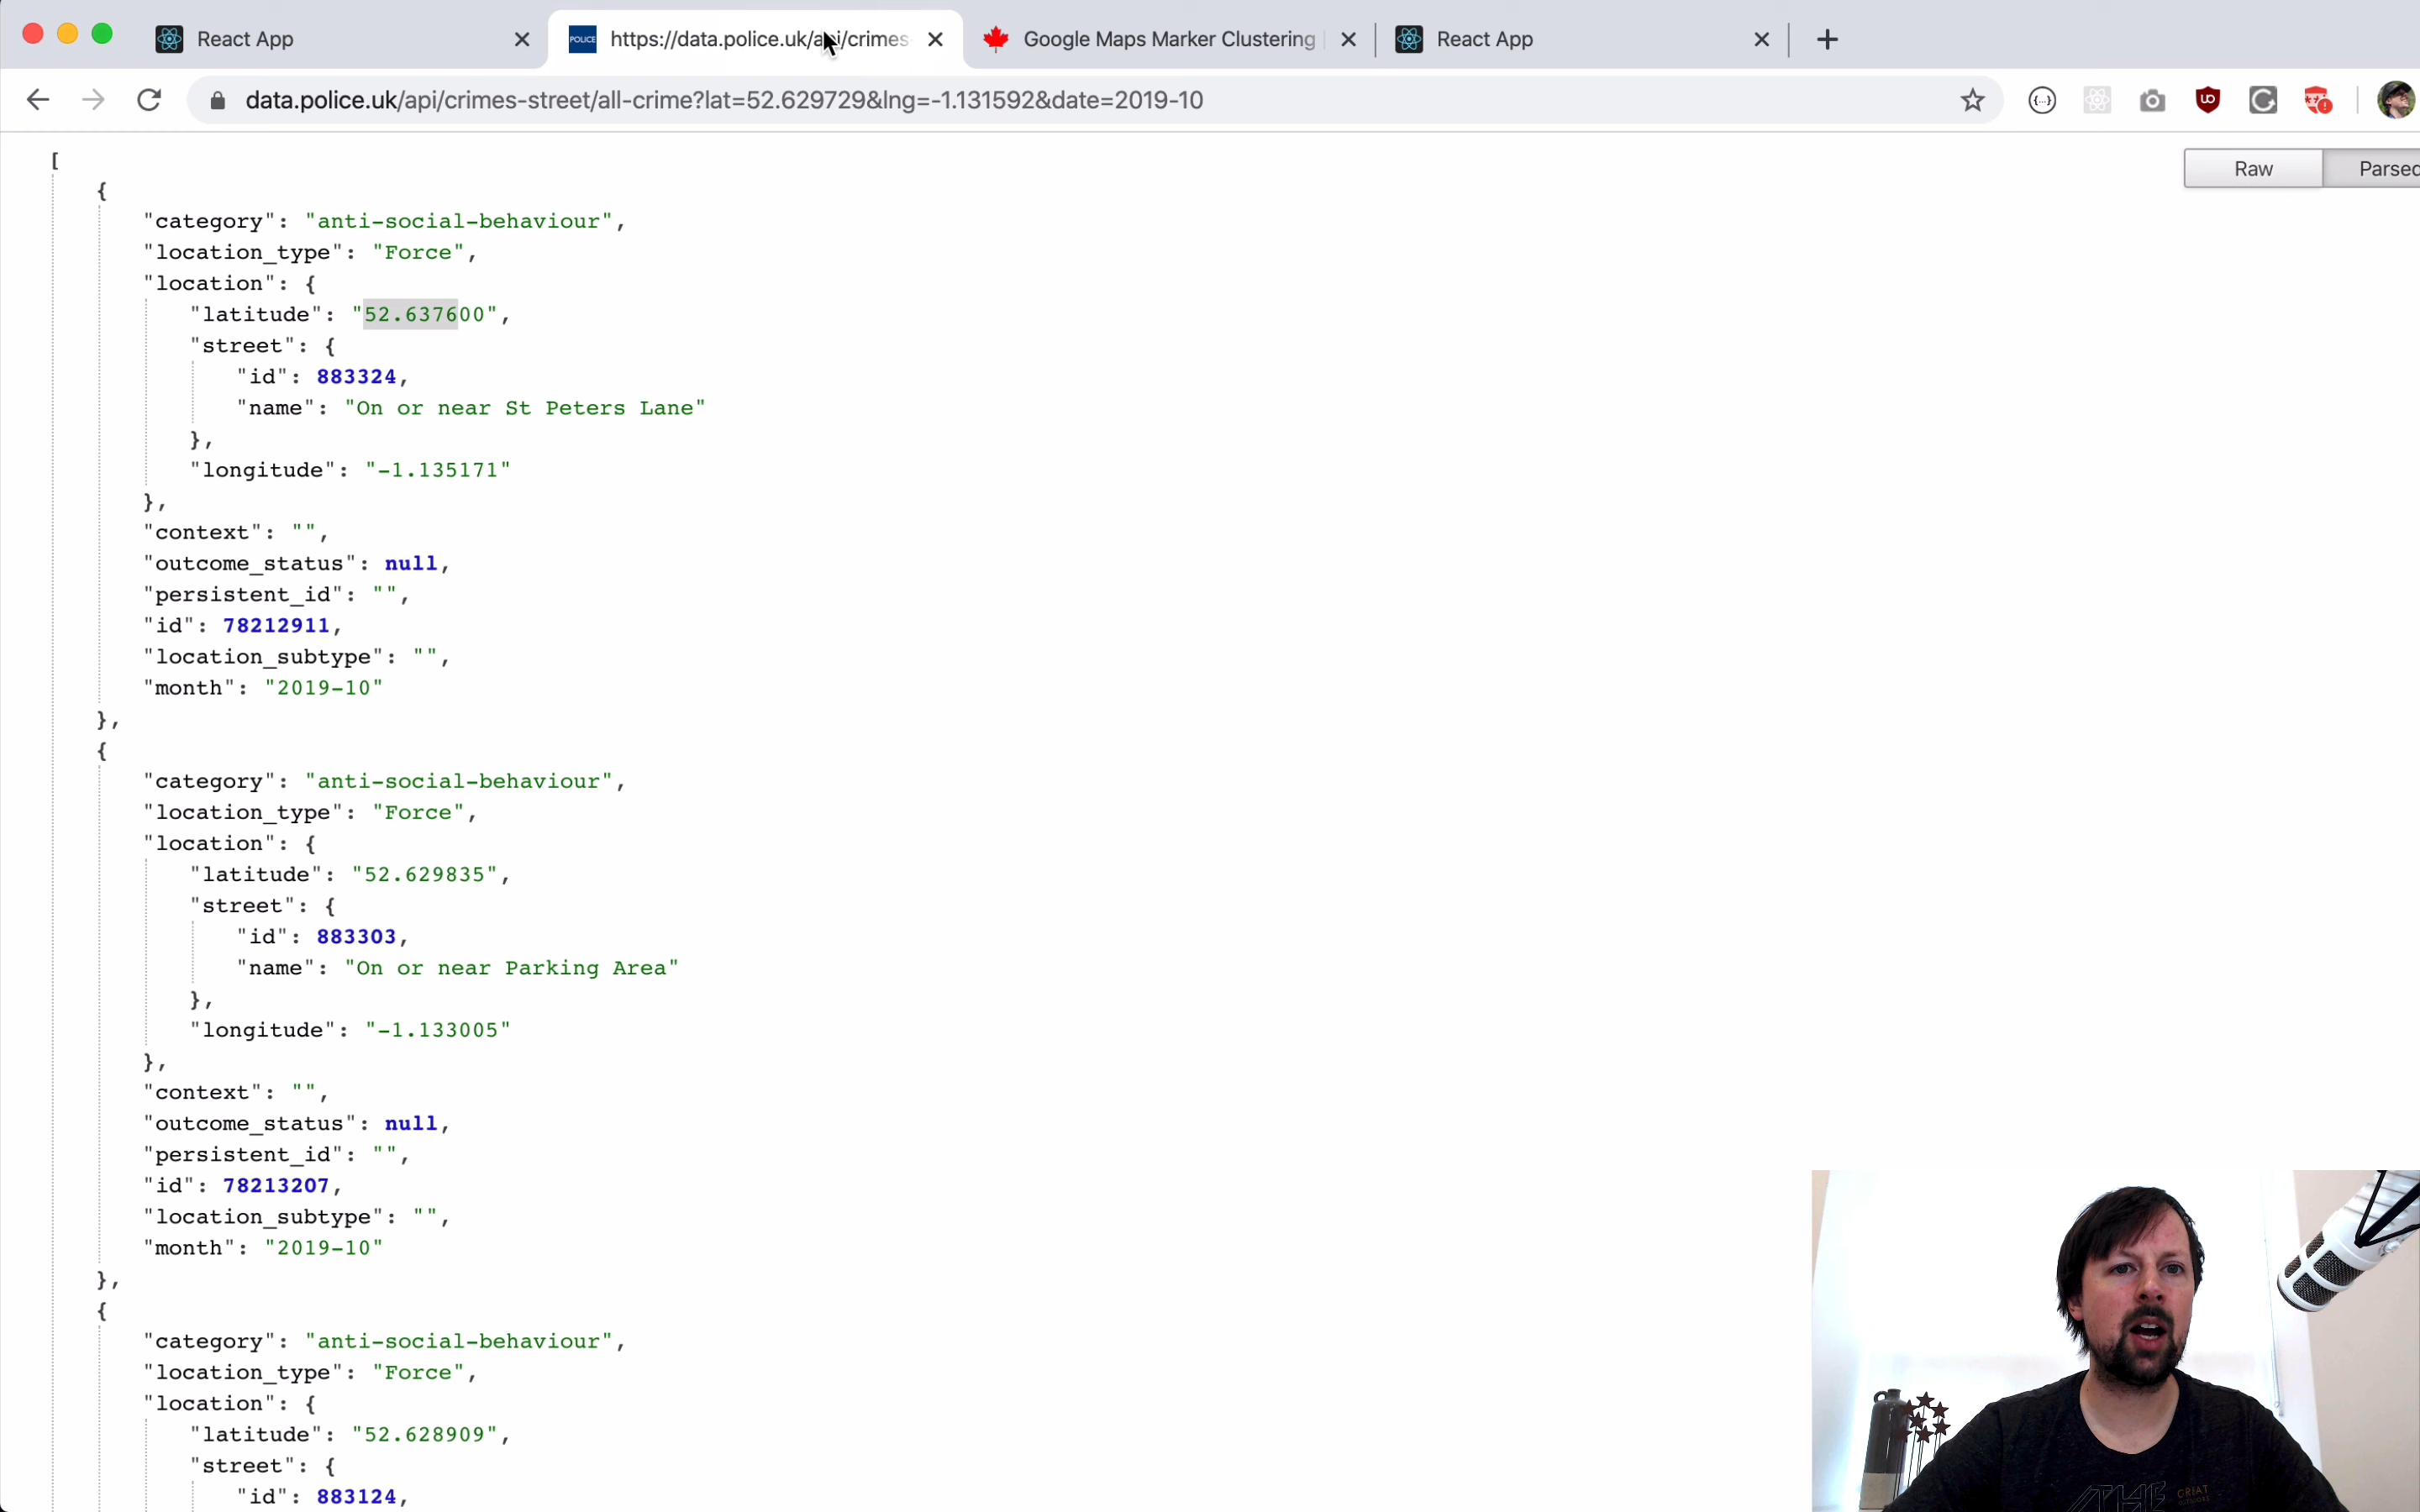 React App
POLICE https://data.police.uk/api/crimes-
Google Maps Marker Clustering
React App
data.police.uk/api/crimes-street/all-crime?lat=52.629729&lng=-1.131592&date=2019-10
Raw Parsed
[
{
"category": "anti-social-behaviour",
"location_type": "Force",
"location": {
"latitude": "52.637600",
"street": {
"id": 883324,
"name": "On or near St Peters Lane"
},
"longitude": "-1.135171"
},
"context": "",
"outcome_status": null,
"persistent_id": "",
"id": 78212911,
"location_subtype": "",
"month": "2019-10"
},
{
"category": "anti-social-behaviour",
"location_type": "Force",
"location": {
"latitude": "52.629835",
"street": {
"id": 883303,
"name": "On or near Parking Area"
},
"longitude": "-1.133005"
},
"context": "",
"outcome_status": null,
"persistent_id": "",
"id": 78213207,
"location_subtype": "",
"month": "2019-10"
},
{
"category": "anti-social-behaviour",
"location_type": "Force",
"location": {
"latitude": "52.628909",
"street": {
"id": 883124,
THE GREAT